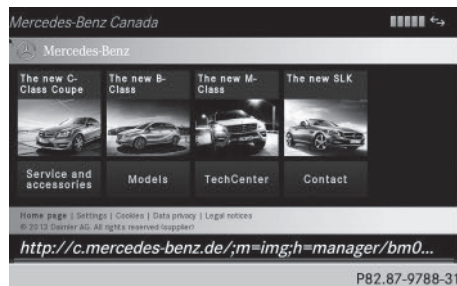 Mercedes-Benz Canada
Mercedes-Benz
The new C-
Class Coupe
The new B-
Class
The new M-
Class
The new SLK
Service and
accessories
Models
TechCenter
Contact
Home page | Settings | Cookies | Data privacy | Legal notices
© 2013 Daimler AG. All rights reserved (supplier)
http://c.mercedes-benz.de/;m=img;h=manager/bm0...
P82.87-9788-31